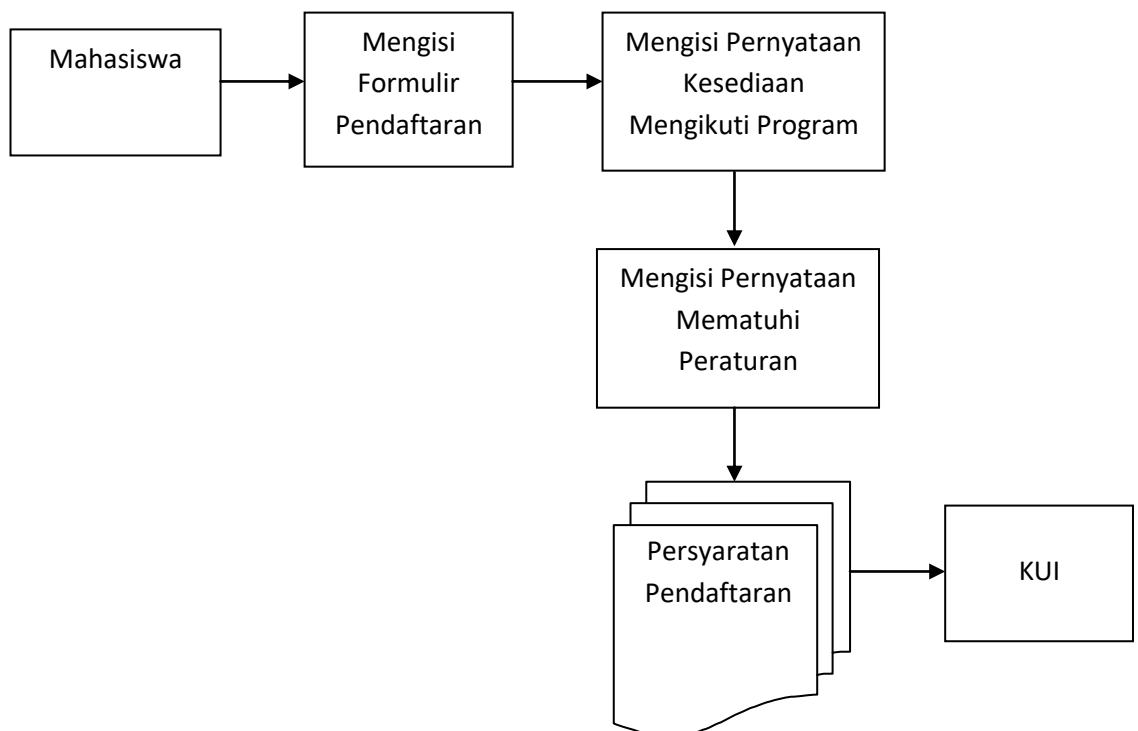 Mahasiswa
Mengisi
Formulir
Pendaftaran
Mengisi Pernyataan
Kesediaan
Mengikuti Program
Mengisi Pernyataan
Mematuhi
Peraturan
Persyaratan
Pendaftaran
KUI